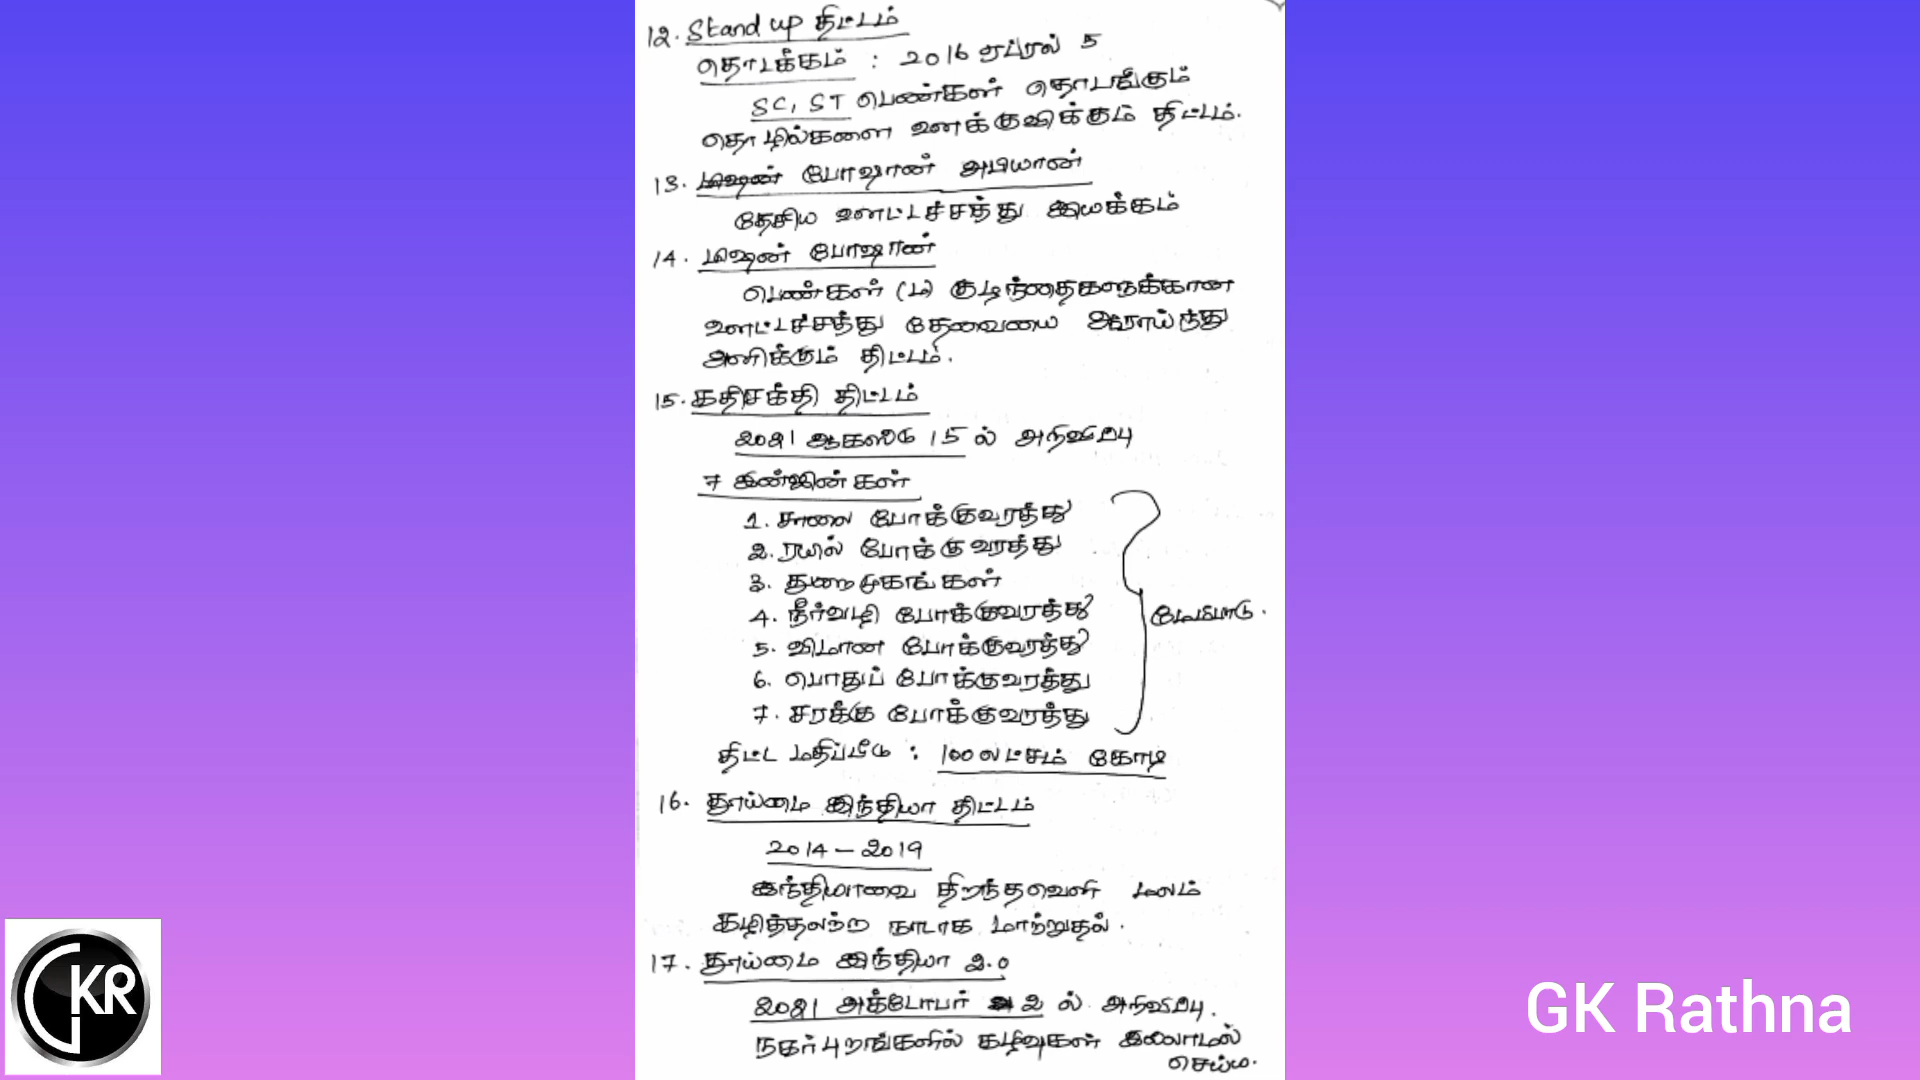 12. Stand up திட்டம்
தொடக்கம் : 2016 ஏப்ரல் 5
SC, ST பெண்கள் தொடங்கும்
தொழில்களை ஊக்குவிக்கும் திட்டம்.
13. மிஷன் போஷான் அபியான்
தேசிய ஊட்டச்சத்து இயக்கம்
14. மிஷன் போஷான்
பெண்கள் (ம) குழந்தைகளுக்கான
ஊட்டச்சத்து தேவையை ஆராய்ந்து
அளிக்கும் திட்டம்.
15. கதிசக்தி திட்டம்
2021 ஆகஸ்டு 15 ல் அறிவிப்பு
7 இன்ஜின்கள்
1. சாலை போக்குவரத்து
2. ரயில் போக்குவரத்து
3. துறைமுகங்கள்
4. நீர்வழி போக்குவரத்து
5. விமான போக்குவரத்து
6. பொதுப் போக்குவரத்து
7. சரக்கு போக்குவரத்து
மேம்பாடு.
திட்ட மதிப்பீடு : 100 லட்சம் கோடி
16. தூய்மை இந்தியா திட்டம்
2014 – 2019
இந்தியாவை திறந்தவெளி மலம்
கழித்தலற்ற நாடாக மாற்றுதல்.
17. தூய்மை இந்தியா 2.0
2021 அக்டோபர் 2 ல் அறிவிப்பு.
நகர்புறங்களில் கழிவுகள் இல்லாமல்
செய்ய.
GKR
GK Rathna